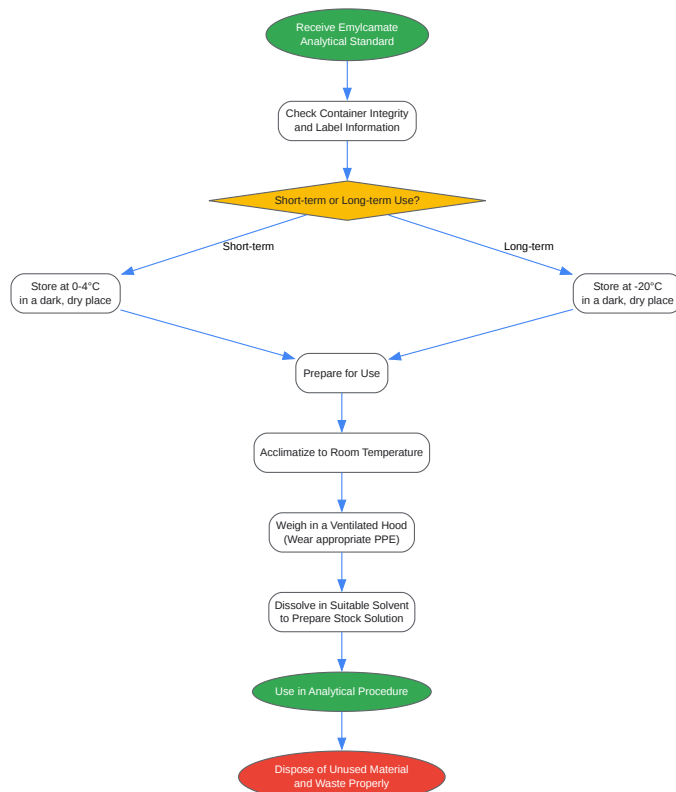 Receive Emylcamate
Analytical Standard
Check Container Integrity
and Label Information
Short-term or Long-term Use?
Short-term
Long-term
Store at 0-4°C
in a dark, dry place
Store at -20°C
in a dark, dry place
Prepare for Use
Acclimatize to Room Temperature
Weigh in a Ventilated Hood
(Wear appropriate PPE)
Dissolve in Suitable Solvent
to Prepare Stock Solution
Use in Analytical Procedure
Dispose of Unused Material
and Waste Properly